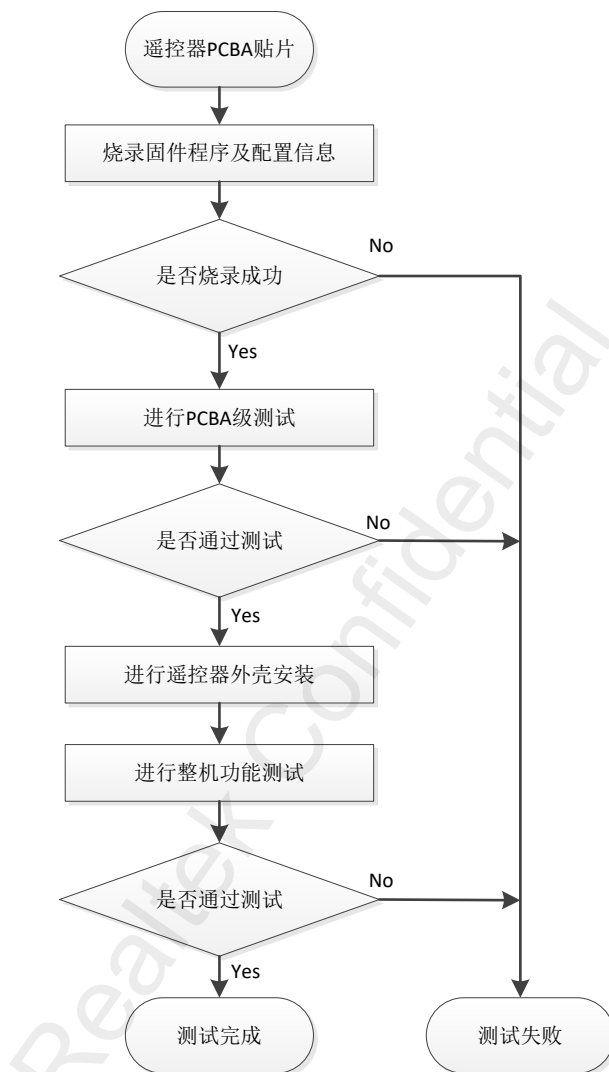 遥控器PCBA贴片
烧录固件程序及配置信息
是否烧录成功
No
Yes
进行PCBA级测试
是否通过测试
No
Yes
进行遥控器外壳安装
进行整机功能测试
是否通过测试
No
Yes
测试完成
测试失败
Realtek Confidential